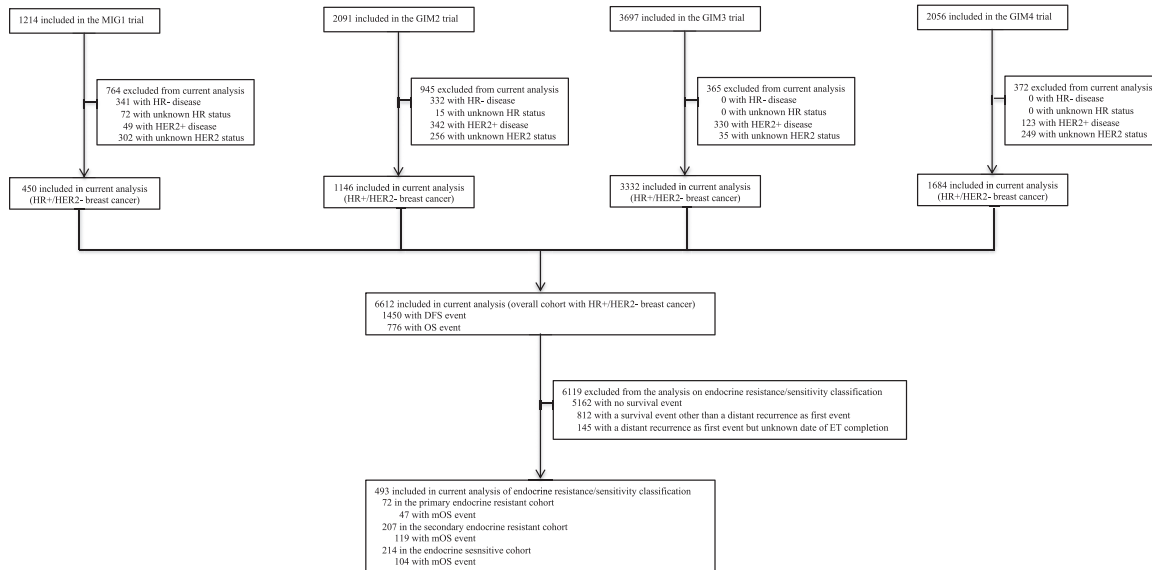 1214 included in the MIG1 trial
2091 included in the GIM2 trial
3697 included in the GIM3 trial
2056 included in the GIM4 trial
764 excluded from current analysis
341 with HR- disease
72 with unknown HR status
49 with HER2+ disease
302 with unknown HER2 status
945 excluded from current analysis
332 with HR- disease
15 with unknown HR status
342 with HER2+ disease
256 with unknown HER2 status
365 excluded from current analysis
0 with HR- disease
0 with unknown HR status
330 with HER2+ disease
35 with unknown HER2 status
372 excluded from current analysis
0 with HR- disease
0 with unknown HR status
123 with HER2+ disease
249 with unknown HER2 status
450 included in current analysis
(HR+/HER2- breast cancer)
1146 included in current analysis
(HR+/HER2- breast cancer)
3332 included in current analysis
(HR+/HER2- breast cancer)
1684 included in current analysis
(HR+/HER2- breast cancer)
6612 included in current analysis (overall cohort with HR+/HER2- breast cancer)
1450 with DFS event
776 with OS event
6119 excluded from the analysis on endocrine resistance/sensitivity classification
5162 with no survival event
812 with a survival event other than a distant recurrence as first event
145 with a distant recurrence as first event but unknown date of ET completion
493 included in current analysis of endocrine resistance/sensitivity classification
72 in the primary endocrine resistant cohort
47 with mOS event
207 in the secondary endocrine resistant cohort
119 with mOS event
214 in the endocrine sesnsitive cohort
104 with mOS event